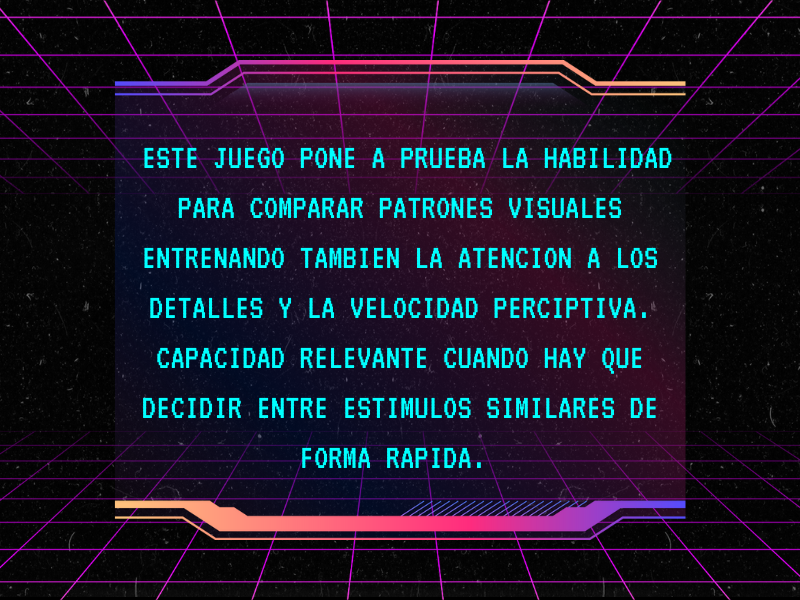 ESTE JUEGO PONE A PRUEBA LA HABILIDAD
PARA COMPARAR PATRONES VISUALES
ENTRENANDO TAMBIEN LA ATENCION A LOS
DETALLES Y LA VELOCIDAD PERCIPTIVA.
CAPACIDAD RELEVANTE CUANDO HAY QUE
DECIDIR ENTRE ESTIMULOS SIMILARES DE
FORMA RAPIDA.